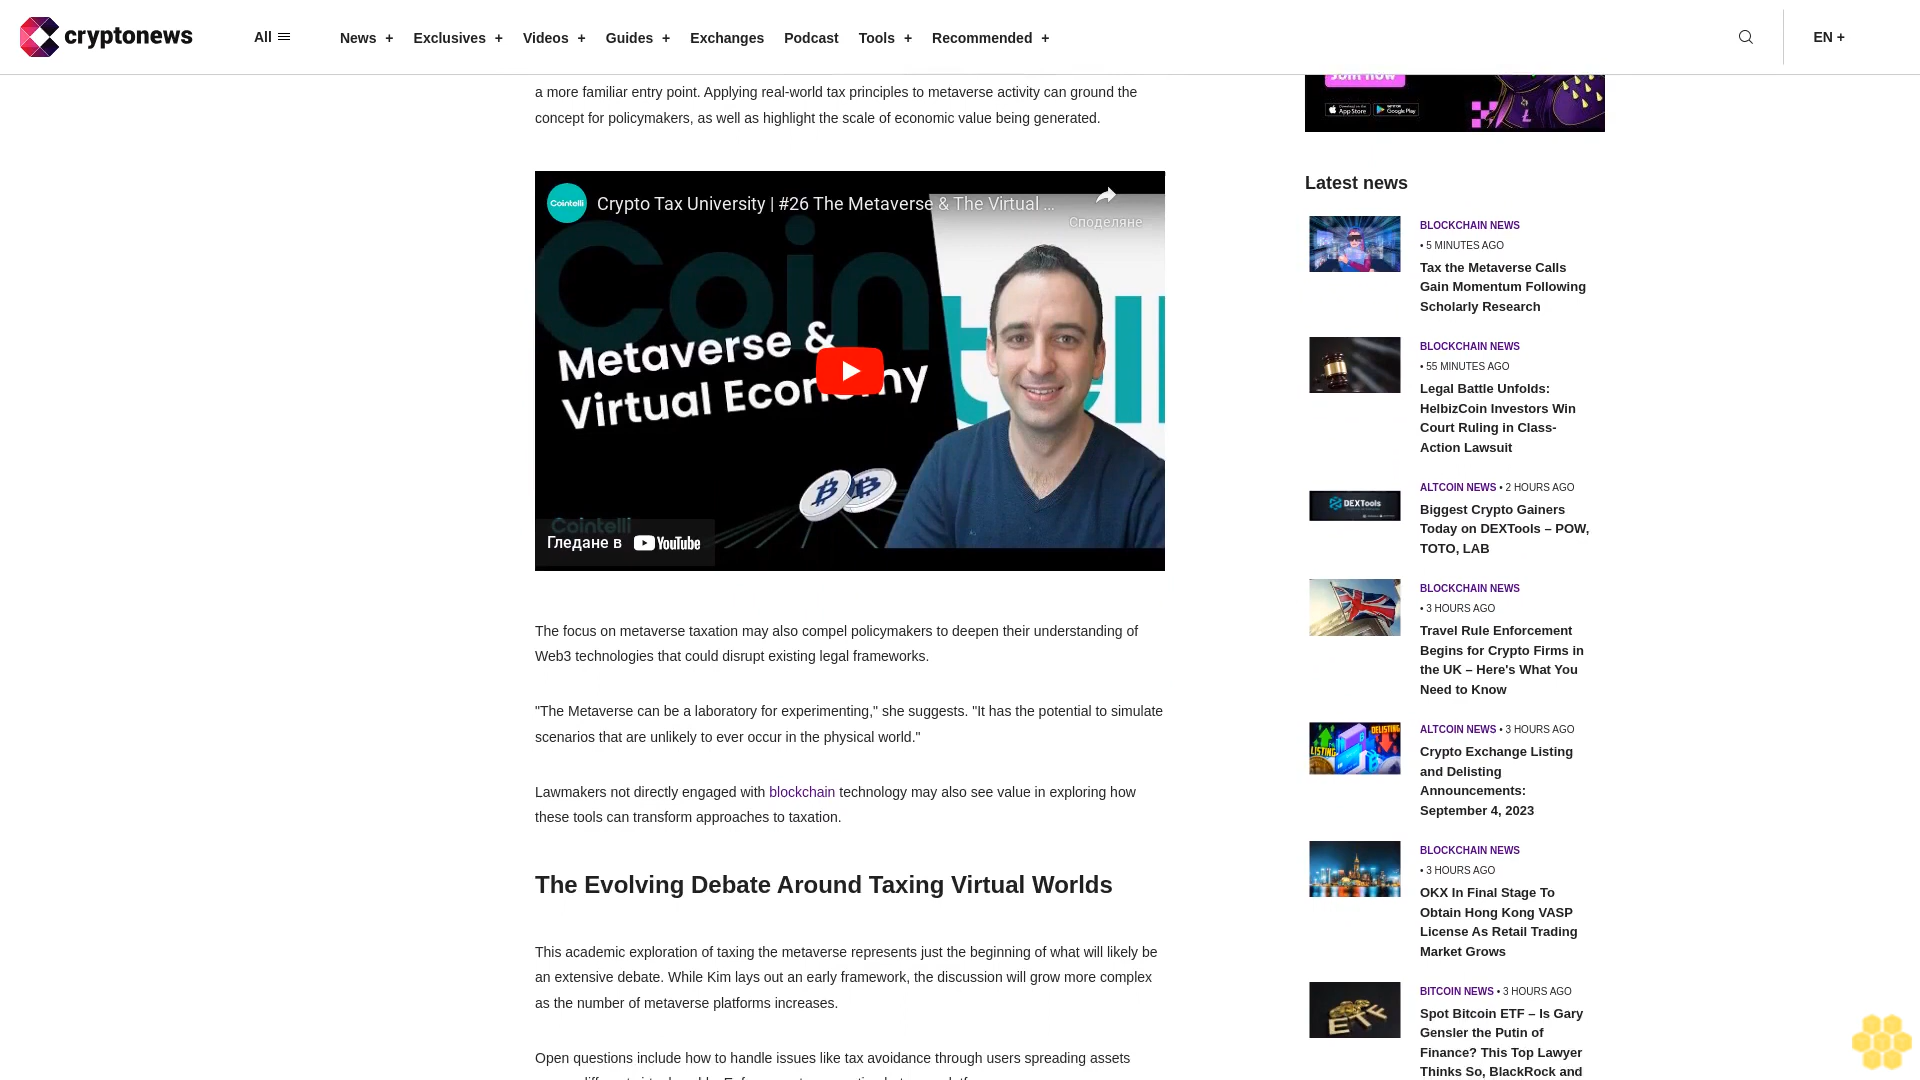 cryptonews
All
News +
Exclusives +
Videos +
Guides +
Exchanges
Podcast
Tools +
Recommended +
EN +
a more familiar entry point. Applying real-world tax principles to metaverse activity can ground the
concept for policymakers, as well as highlight the scale of economic value being generated.
Cointelli
Crypto Tax University | #26 The Metaverse & The Virtual ...
Споделяне
Metaverse &
Virtual Economy
Cointelli
Гледане в YouTube
The focus on metaverse taxation may also compel policymakers to deepen their understanding of
Web3 technologies that could disrupt existing legal frameworks.
"The Metaverse can be a laboratory for experimenting," she suggests. "It has the potential to simulate
scenarios that are unlikely to ever occur in the physical world."
Lawmakers not directly engaged with blockchain technology may also see value in exploring how
these tools can transform approaches to taxation.
The Evolving Debate Around Taxing Virtual Worlds
This academic exploration of taxing the metaverse represents just the beginning of what will likely be
an extensive debate. While Kim lays out an early framework, the discussion will grow more complex
as the number of metaverse platforms increases.
Open questions include how to handle issues like tax avoidance through users spreading assets
Join now
App Store
Google Play
Latest news
BLOCKCHAIN NEWS
• 5 MINUTES AGO
Tax the Metaverse Calls
Gain Momentum Following
Scholarly Research
BLOCKCHAIN NEWS
• 55 MINUTES AGO
Legal Battle Unfolds:
HelbizCoin Investors Win
Court Ruling in Class-
Action Lawsuit
DEXTools
ALTCOIN NEWS • 2 HOURS AGO
Biggest Crypto Gainers
Today on DEXTools – POW,
TOTO, LAB
BLOCKCHAIN NEWS
• 3 HOURS AGO
Travel Rule Enforcement
Begins for Crypto Firms in
the UK – Here's What You
Need to Know
LISTING
DELISTING
ALTCOIN NEWS • 3 HOURS AGO
Crypto Exchange Listing
and Delisting
Announcements:
September 4, 2023
BLOCKCHAIN NEWS
• 3 HOURS AGO
OKX In Final Stage To
Obtain Hong Kong VASP
License As Retail Trading
Market Grows
ETF
BITCOIN NEWS • 3 HOURS AGO
Spot Bitcoin ETF – Is Gary
Gensler the Putin of
Finance? This Top Lawyer
Thinks So, BlackRock and